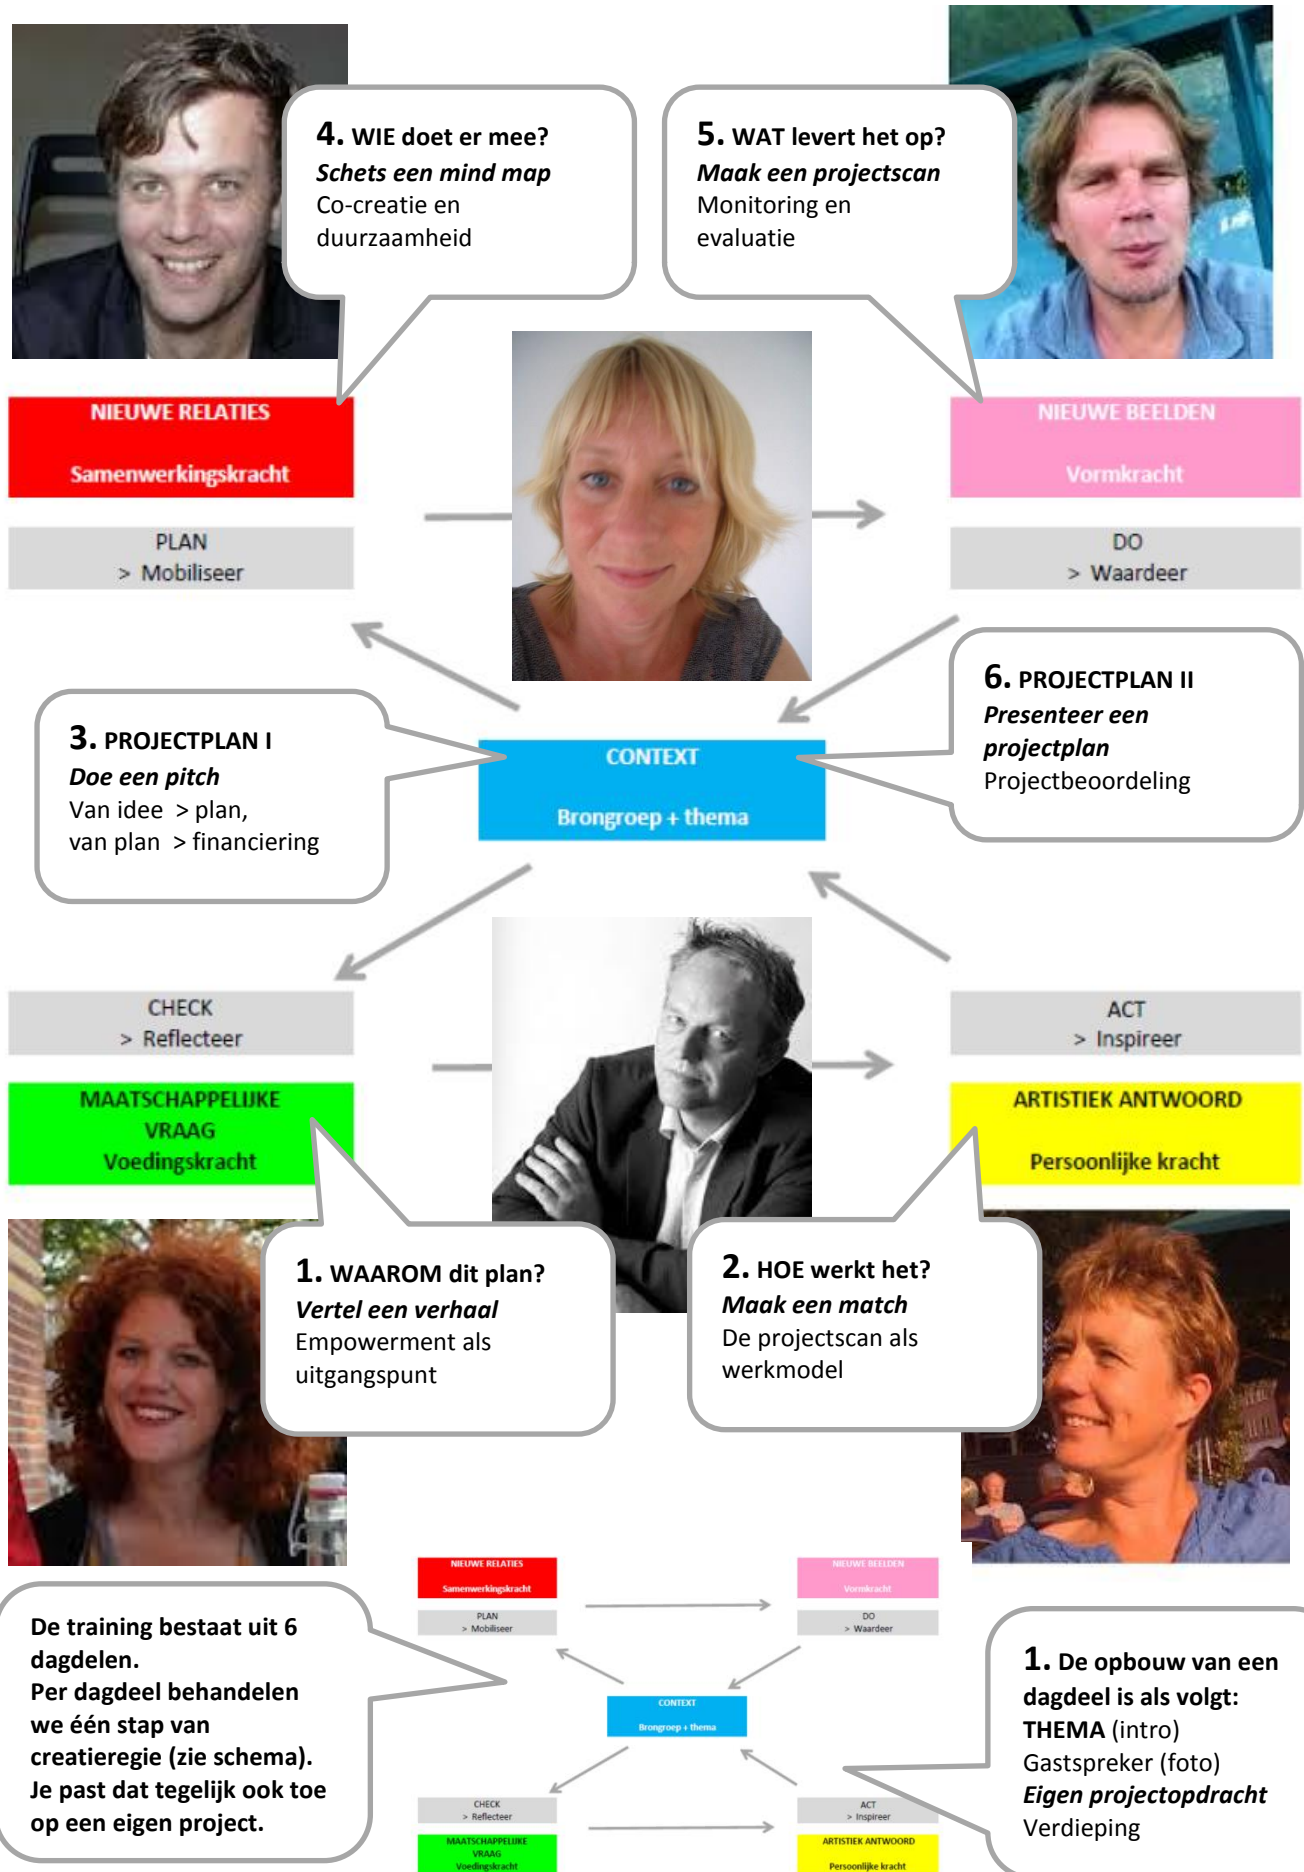 4. WIE doet er mee?
Schets een mind map
Co-creatie en
duurzaamheid
5. WAT levert het op?
Maak een projectscan
Monitoring en
evaluatie
NIEUWE RELATIES
Samenwerkingskracht
PLAN
> Mobiliseer
NIEUWE BEELDEN
Vormkracht
DO
> Waardeer
3. PROJECTPLAN I
Doe een pitch
Van idee > plan,
van plan > financiering
CONTEXT
Brongroep + thema
6. PROJECTPLAN II
Presenteer een
projectplan
Projectbeoordeling
CHECK
> Reflecteer
MAATSCHAPPELIJKE
VRAAG
Voedingskracht
ACT
> Inspireer
ARTISTIEK ANTWOORD
Persoonlijke kracht
1. WAAROM dit plan?
Vertel een verhaal
Empowerment als
uitgangspunt
2. HOE werkt het?
Maak een match
De projectscan als
werkmodel
De training bestaat uit 6
dagdelen.
Per dagdeel behandelen
we één stap van
creatieregie (zie schema).
Je past dat tegelijk ook toe
op een eigen project.
NIEUWE RELATIES
Samenwerkingskracht
PLAN
> Mobiliseer
NIEUWE BEELDEN
Vormkracht
DO
> Waardeer
CONTEXT
Brongroep + thema
CHECK
> Reflecteer
MAATSCHAPPELIJKE
VRAAG
Voedingskracht
ACT
> Inspireer
ARTISTIEK ANTWOORD
Persoonlijke kracht
1. De opbouw van een
dagdeel is als volgt:
THEMA (intro)
Gastspreker (foto)
Eigen projectopdracht
Verdieping